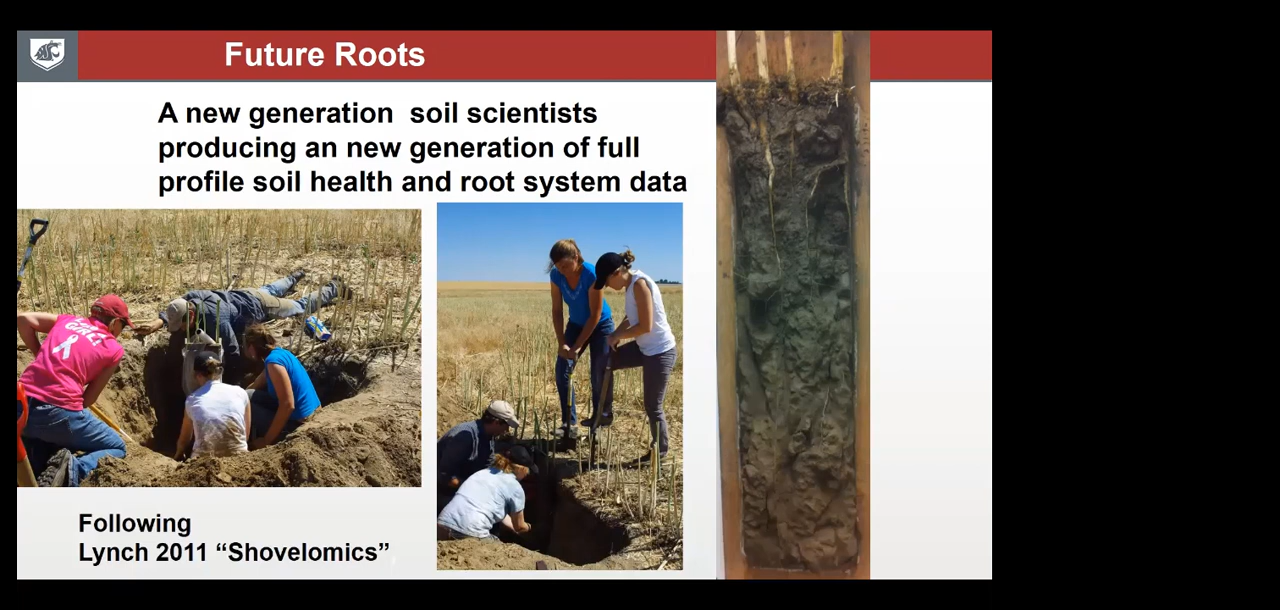 Future Roots
A new generation  soil scientists
producing an new generation of full
profile soil health and root system data
GIRL!
Following
Lynch 2011 “Shovelomics”,